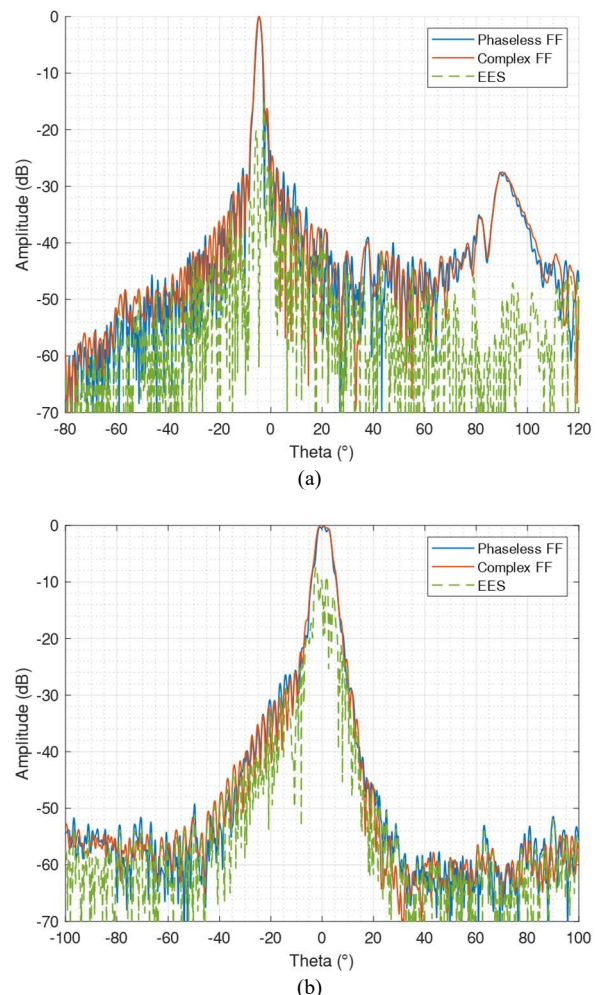 0
-10
-20
-30
-40
-50
-60
-70
Amplitude (dB)
Phaseless FF
Complex FF
EES
-80 -60 -40 -20 0 20 40 60 80 100 120
Theta (°)
(a)
0
-10
-20
-30
-40
-50
-60
-70
Amplitude (dB)
Phaseless FF
Complex FF
EES
-100 -80 -60 -40 -20 0 20 40 60 80 100
Theta (°)
(b)